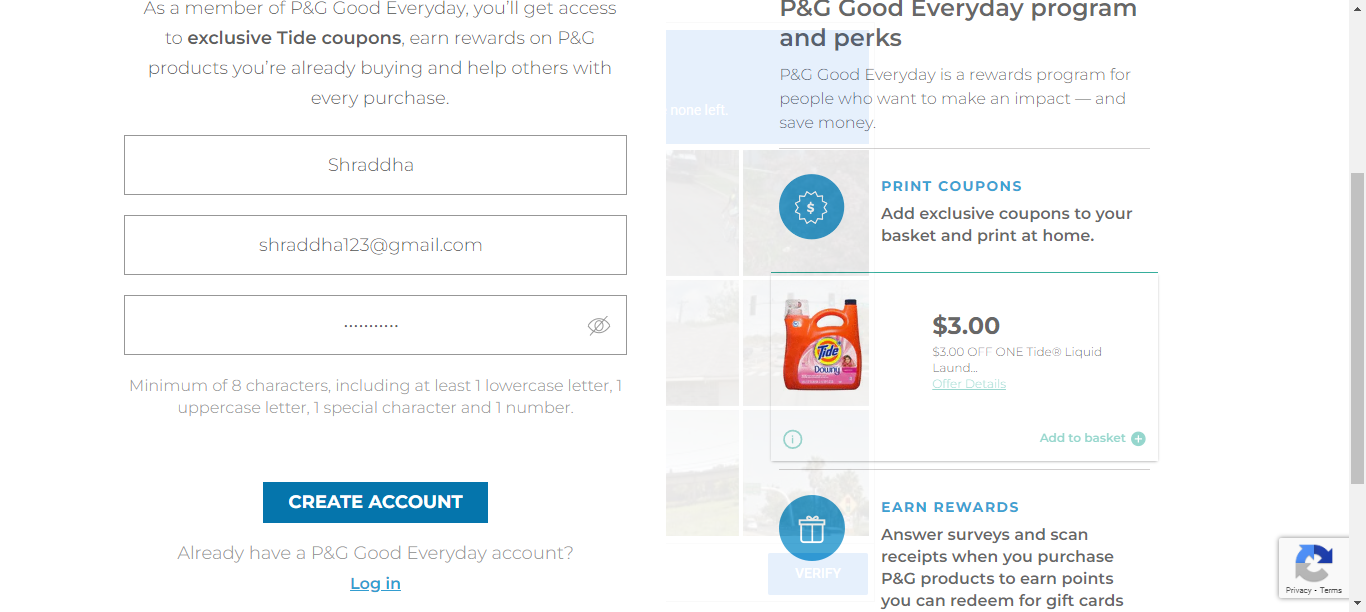 As a member of P&G Good Everyday, you'll get access
to exclusive Tide coupons, earn rewards on P&G
products you're already buying and help others with
every purchase.
Shraddha
shraddha123@gmail.com
...........
Minimum of 8 characters, including at least 1 lowercase letter, 1
uppercase letter, 1 special character and 1 number.
CREATE ACCOUNT
Already have a P&G Good Everyday account?
Log in
P&G Good Everyday program
and perks
P&G Good Everyday is a rewards program for
people who want to make an impact — and
save money.
none left.
PRINT COUPONS
Add exclusive coupons to your
basket and print at home.
Tide
Downy
$3.00
$3.00 OFF ONE Tide® Liquid
Laund...
Offer Details
Add to basket
EARN REWARDS
Answer surveys and scan
receipts when you purchase
P&G products to earn points
you can redeem for gift cards
VERIFY
Privacy - Terms